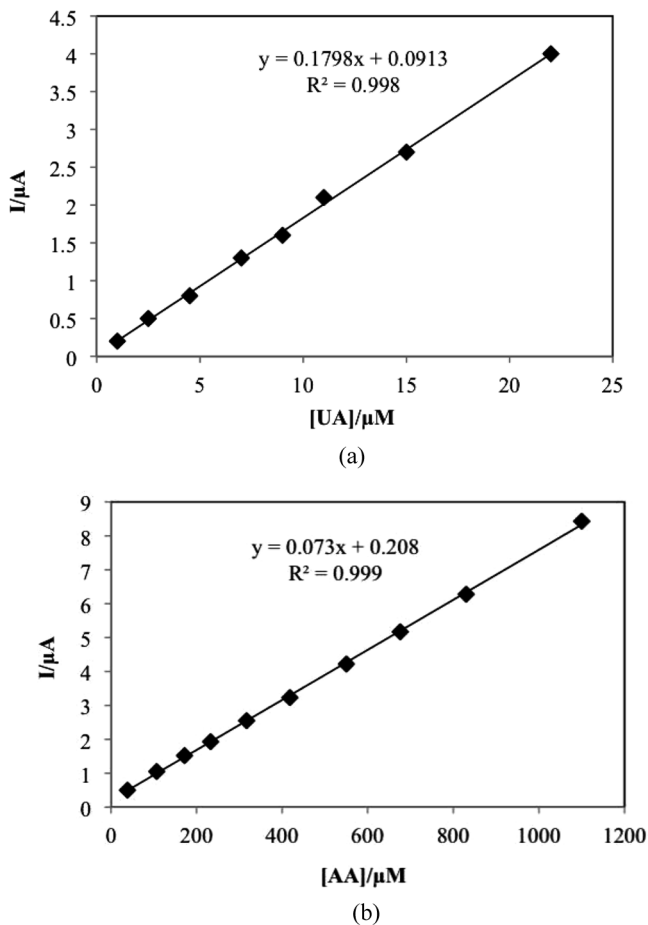 4.5
4
3.5
3
2.5
2
1.5
1
0.5
0
y = 0.1798x + 0.0913
R² = 0.998
I/µA
0 5 10 15 20 25
[UA]/µM
(a)
9
8
7
6
5
4
3
2
1
0
y = 0.073x + 0.208
R² = 0.999
I/µA
0 200 400 600 800 1000 1200
[AA]/µM
(b)